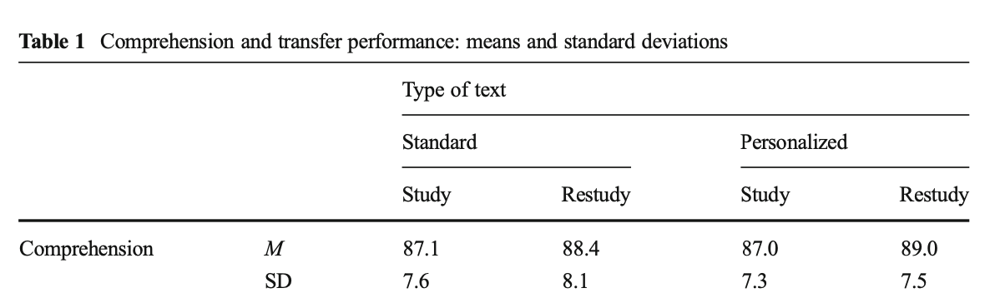 Table 1 Comprehension and transfer performance: means and standard deviations
Type of text
Standard Personalized
Study Restudy Study Restudy
Comprehension M 87.1 88.4 87.0 89.0
SD 7.6 8.1 7.3 7.5